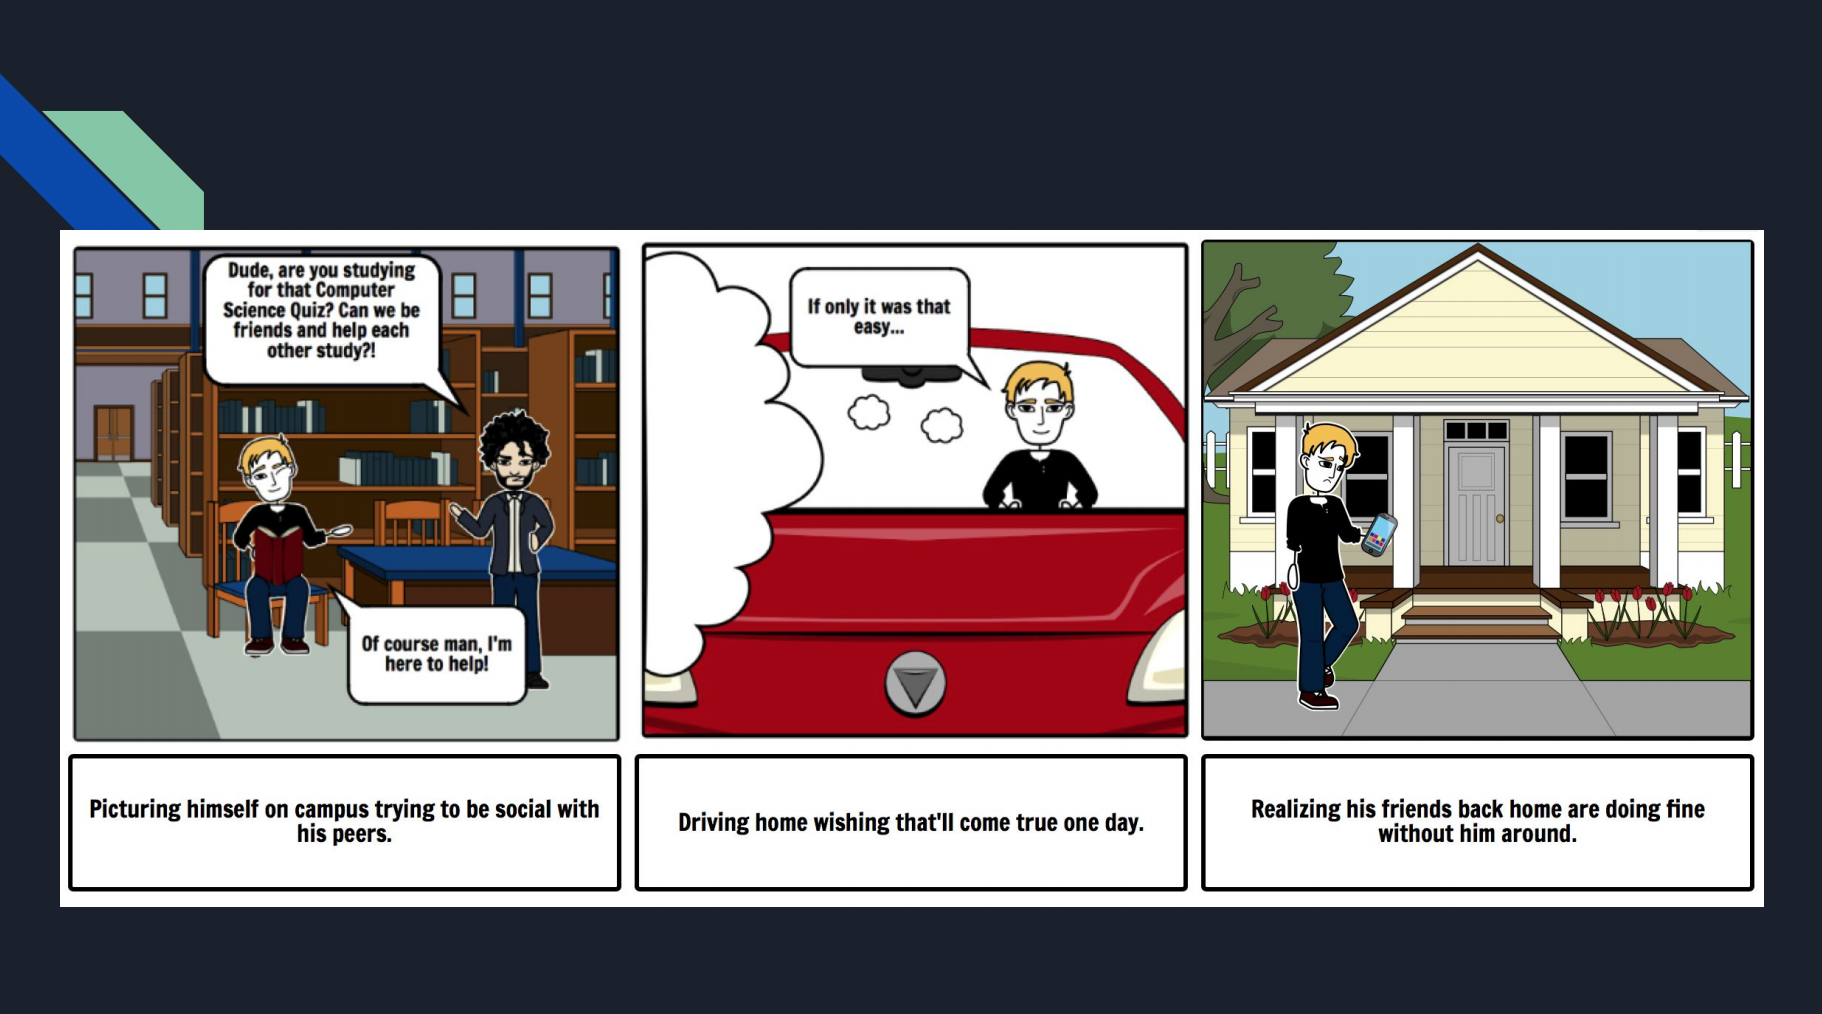 Dude, are you studying
for that Computer
Science Quiz? Can we be
friends and help each
other study?!
Of course man, I'm
here to help!
Picturing himself on campus trying to be social with
his peers.
If only it was that
easy...
Driving home wishing that'll come true one day.
Realizing his friends back home are doing fine
without him around.